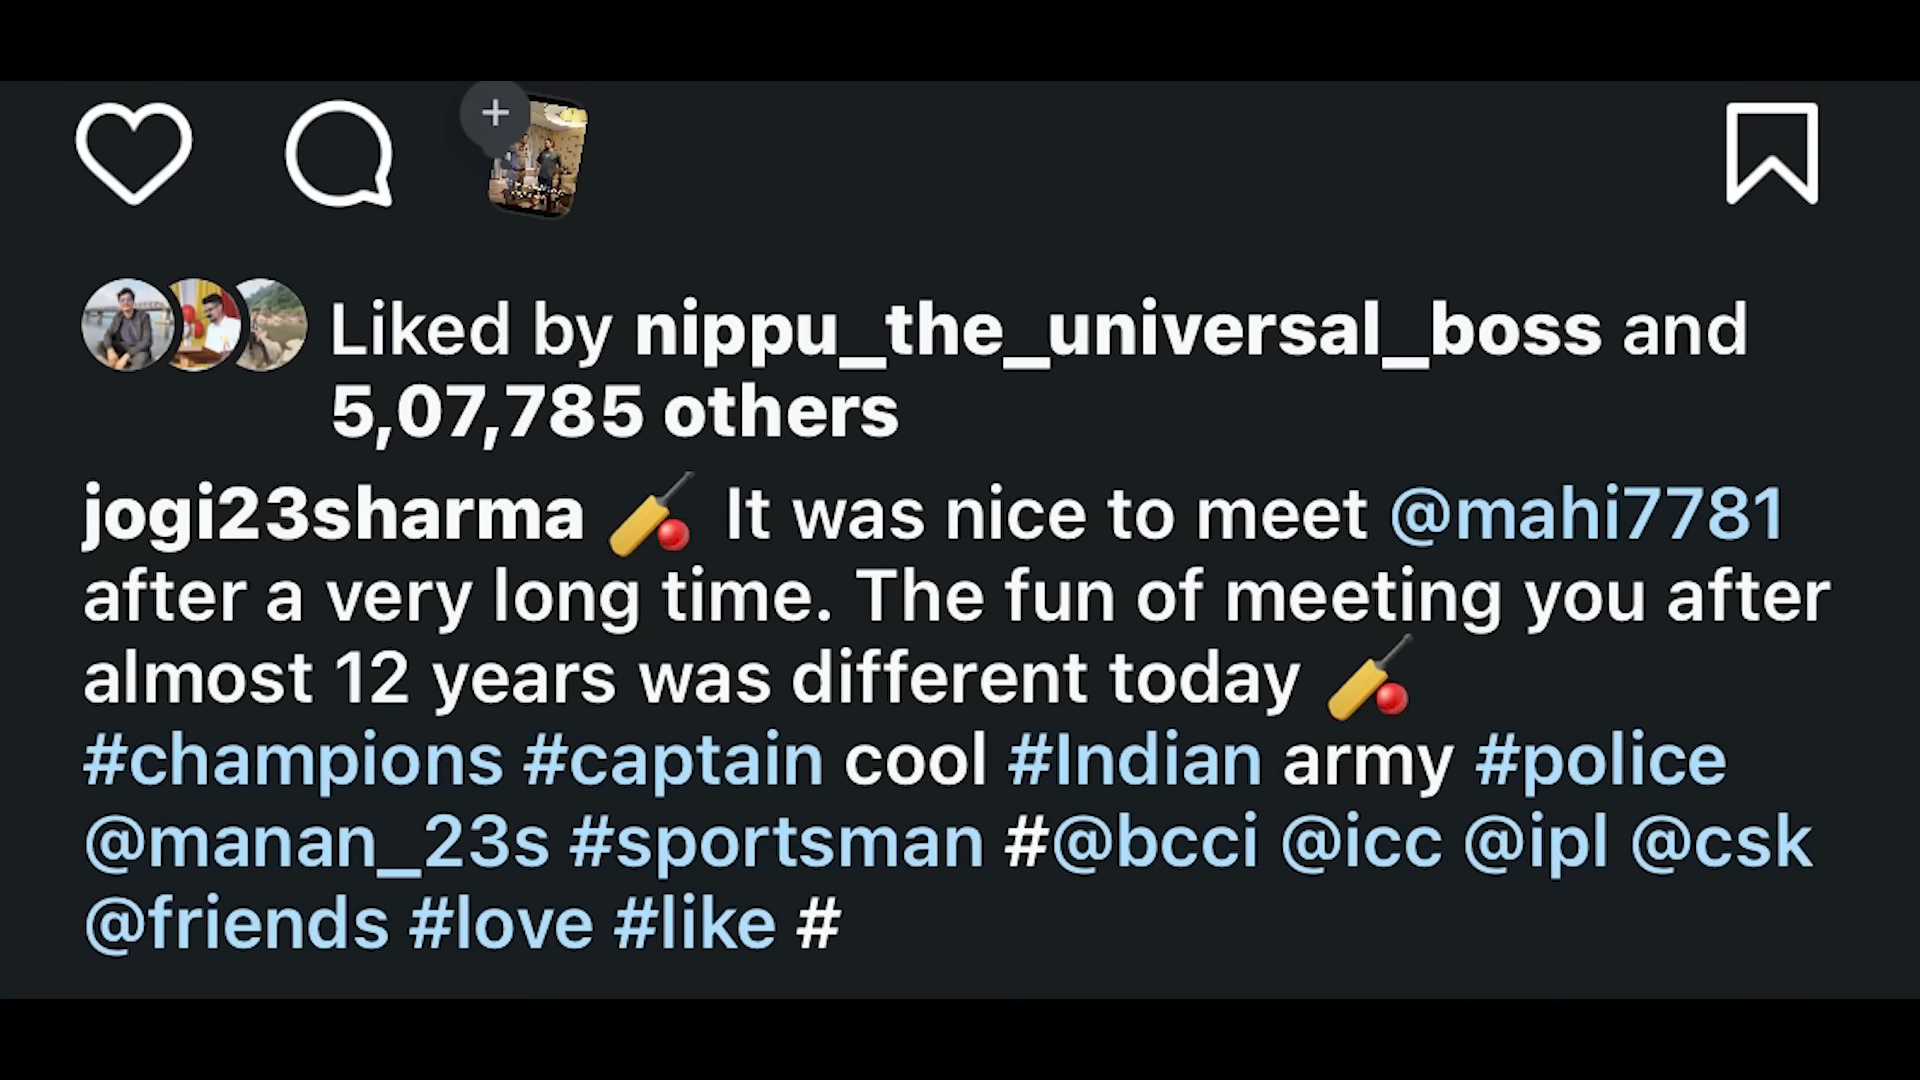 Liked by nippu_the_universal_boss and
5,07,785 others
jogi23sharma 🏏 It was nice to meet @mahi7781
after a very long time. The fun of meeting you after
almost 12 years was different today 🏏
#champions #captain cool #Indian army #police
@manan_23s #sportsman #@bcci @icc @ipl @csk
@friends #love #like #